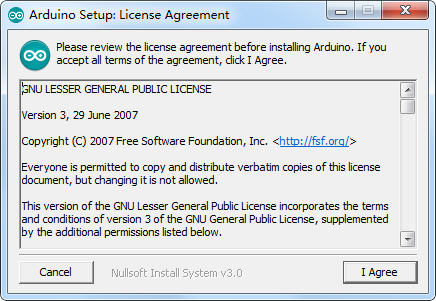 Arduino Setup: License Agreement
Please review the license agreement before installing Arduino. If you
accept all terms of the agreement, click I Agree.
GNU LESSER GENERAL PUBLIC LICENSE
Version 3, 29 June 2007
Copyright (C) 2007 Free Software Foundation, Inc. <http://fsf.org/>
Everyone is permitted to copy and distribute verbatim copies of this license
document, but changing it is not allowed.
This version of the GNU Lesser General Public License incorporates the terms
and conditions of version 3 of the GNU General Public License, supplemented
by the additional permissions listed below.
Cancel
Nullsoft Install System v3.0
I Agree